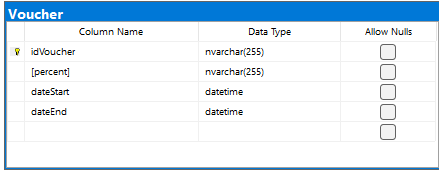 Voucher
Column Name Data Type Allow Nulls
idVoucher nvarchar(255)
[percent] nvarchar(255)
dateStart datetime
dateEnd datetime